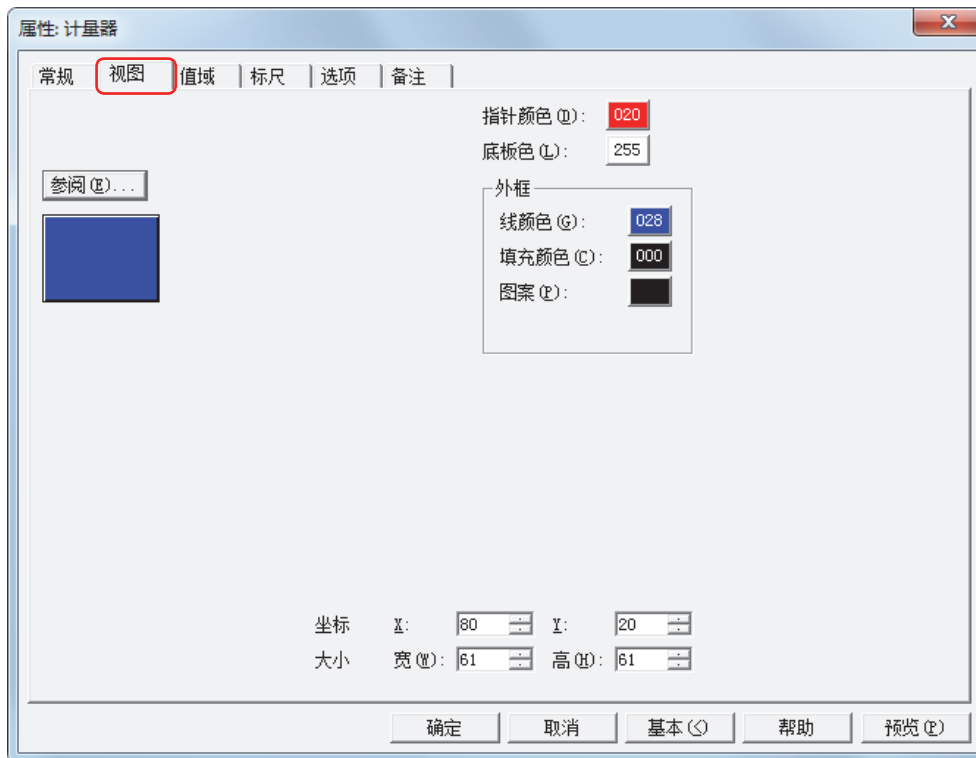 属性: 计量器
x
常规 视图 值域 标尺 选项 备注
指针颜色(D): 020
底板色(L): 255
参阅(E)...
外框
线颜色(G): 028
填充颜色(C): 000
图案(P):
坐标 X: 80 Y: 20
大小 宽(W): 61 高(H): 61
确定 取消 基本(<) 帮助 预览(P)